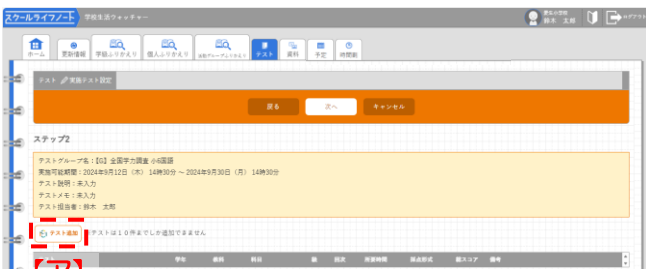 スクールライフノート 学校生活ウォッチャー
鈴木 太郎 ログアウト
ホーム 更新情報 学級ふりかえり 個人ふりかえり テスト 資料 予定 時間割
テスト 実施テスト設定
戻る 次へ キャンセル
ステップ2
テストグループ名：【G】全国学力調査 小6国語
実施可能期間：2024年9月12日（木） 14時30分 ～ 2024年9月30日（月） 14時30分
テスト説明：未入力
テストメモ：未入力
テスト担当者：鈴木 太郎
テスト追加 テストは１０件までしか追加できません
学年 教科 科目 版 回次 所要時間 採点形式 総スコア 備考
【ア】